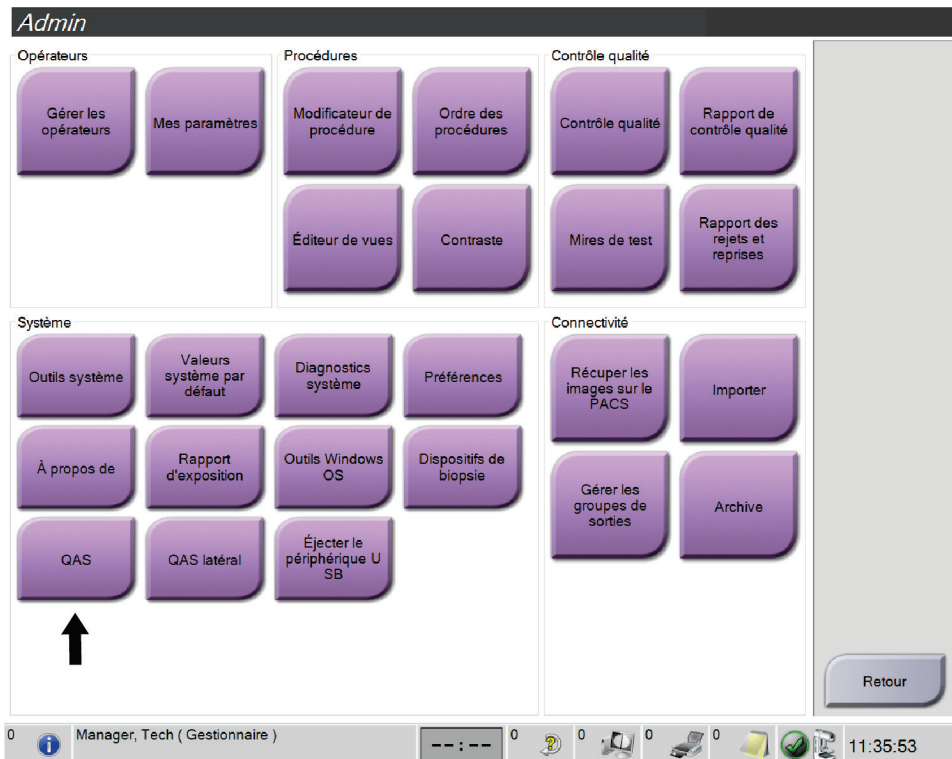 Admin
Opérateurs
Gérer les
opérateurs
Mes paramètres
Procédures
Modificateur de
procédure
Ordre des
procédures
Éditeur de vues
Contraste
Contrôle qualité
Contrôle qualité
Rapport de
contrôle qualité
Mires de test
Rapport des
rejets et
reprises
Système
Outils système
Valeurs
système par
défaut
Diagnostics
système
Préférences
À propos de
Rapport
d'exposition
Outils Windows
OS
Dispositifs de
biopsie
QAS
QAS latéral
Éjecter le
périphérique U
SB
Connectivité
Récuper les
images sur le
PACS
Importer
Gérer les
groupes de
sorties
Archive
Retour
0
Manager, Tech ( Gestionnaire )
--:--
0
0
0
0
11:35:53